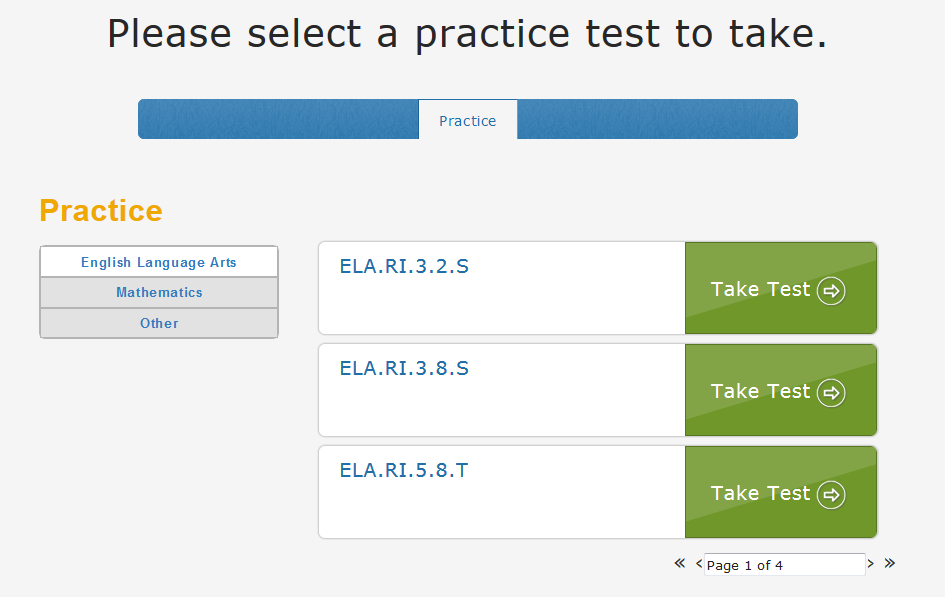 Please select a practice test to take.
Practice
Practice
English Language Arts
Mathematics
Other
ELA.RI.3.2.S
Take Test
ELA.RI.3.8.S
Take Test
ELA.RI.5.8.T
Take Test
« ‹ Page 1 of 4 › »